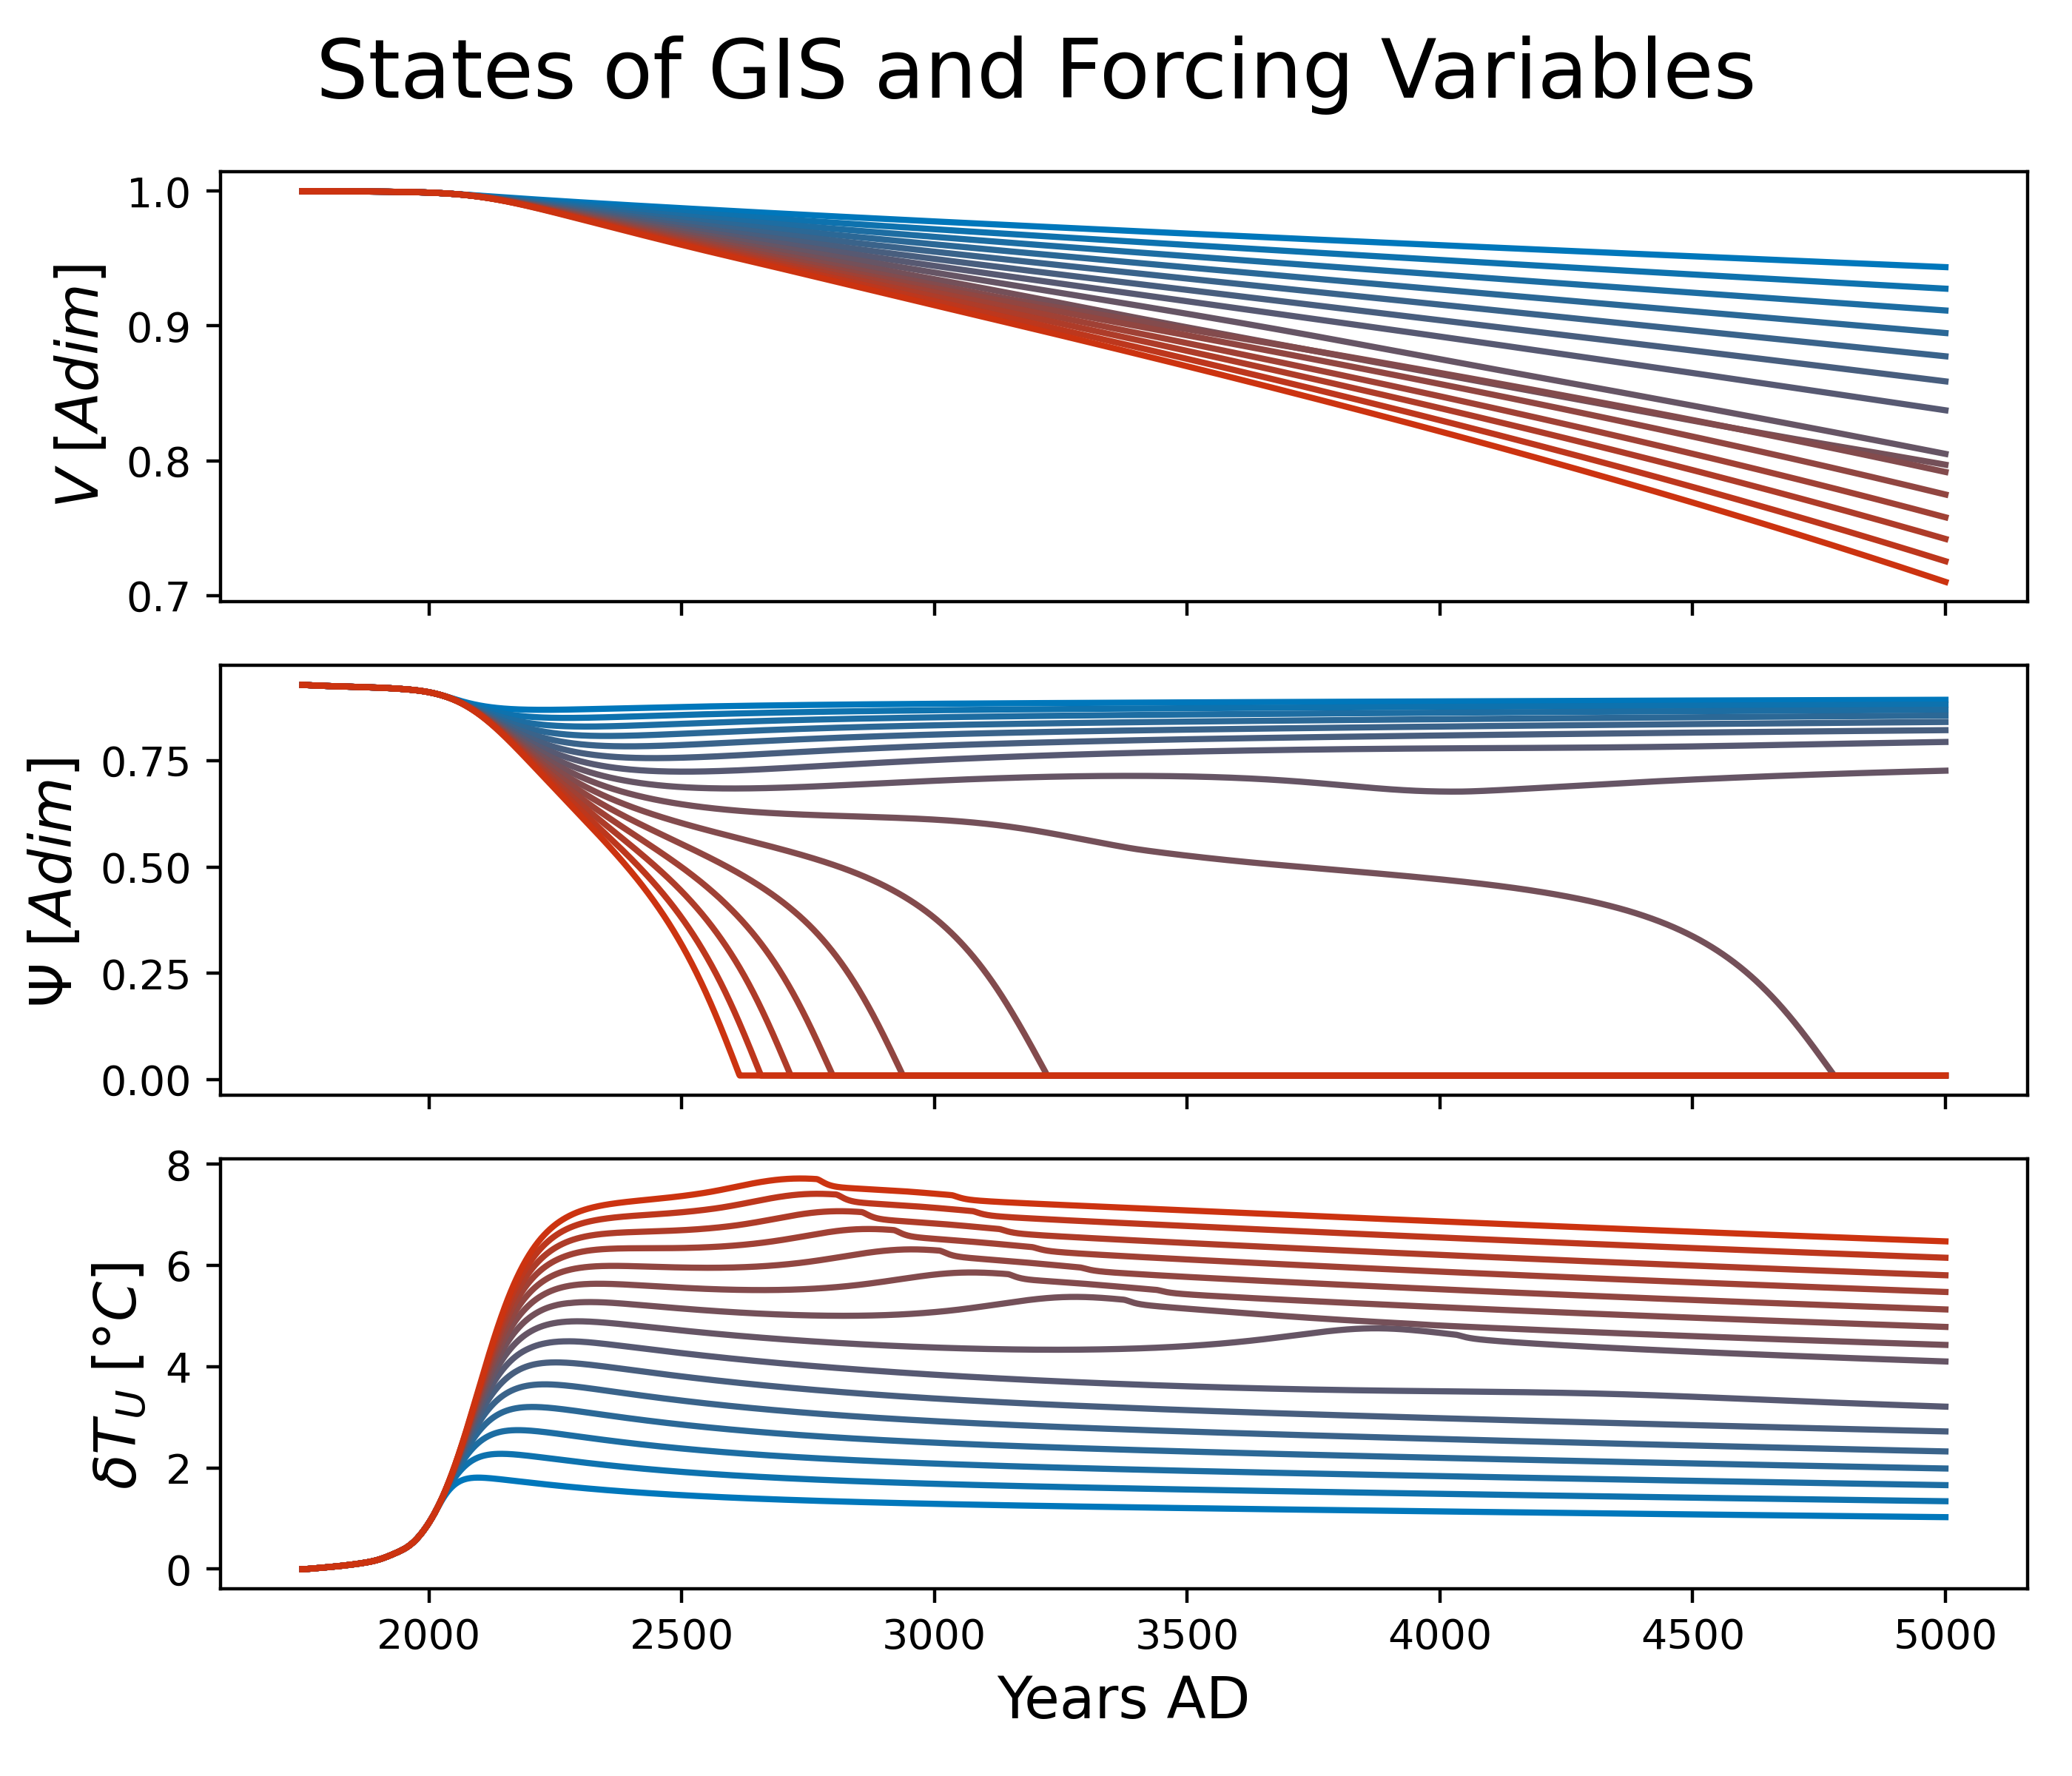 States of GIS and Forcing Variables
V [Adim]
1.0
0.9
0.8
0.7
Ψ [Adim]
0.75
0.50
0.25
0.00
δT_U [°C]
8
6
4
2
0
2000 2500 3000 3500 4000 4500 5000
Years AD